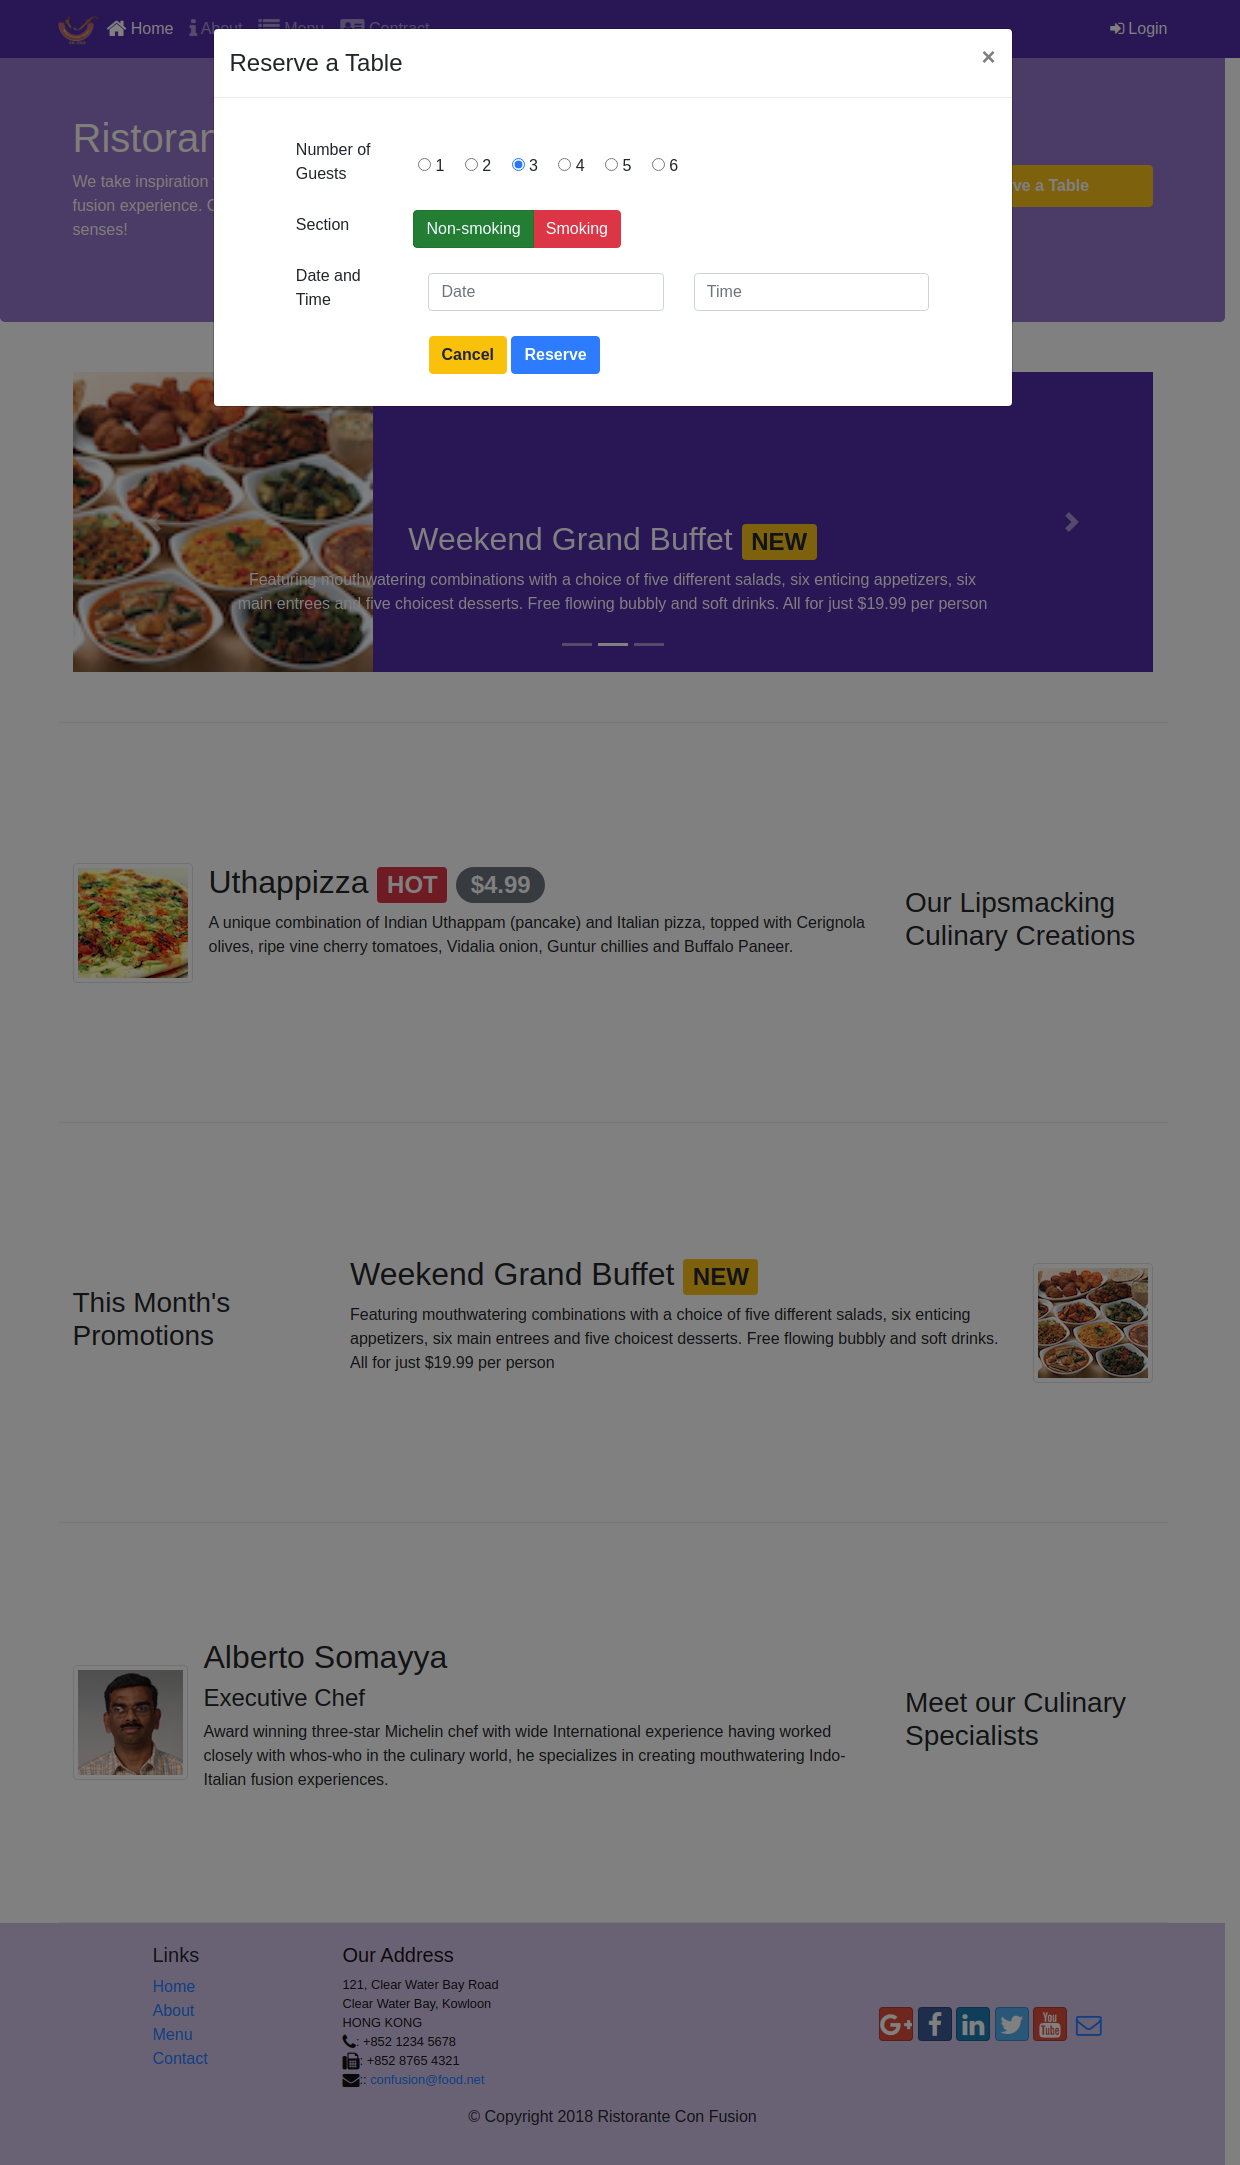 Home About Menu Contract Login
Reserve a Table ×
Ristoran
We take inspiration
fusion experience.
senses!
ve a Table
Number of
Guests
1 2 3 4 5 6
Section
Non-smoking Smoking
Date and
Time
Date Time
Cancel Reserve
Weekend Grand Buffet NEW
Featuring mouthwatering combinations with a choice of five different salads, six enticing appetizers, six
main entrees and five choicest desserts. Free flowing bubbly and soft drinks. All for just $19.99 per person
Uthappizza HOT $4.99
A unique combination of Indian Uthappam (pancake) and Italian pizza, topped with Cerignola
olives, ripe vine cherry tomatoes, Vidalia onion, Guntur chillies and Buffalo Paneer.
Our Lipsmacking
Culinary Creations
This Month's
Promotions
Weekend Grand Buffet NEW
Featuring mouthwatering combinations with a choice of five different salads, six enticing
appetizers, six main entrees and five choicest desserts. Free flowing bubbly and soft drinks.
All for just $19.99 per person
Alberto Somayya
Executive Chef
Award winning three-star Michelin chef with wide International experience having worked
closely with whos-who in the culinary world, he specializes in creating mouthwatering Indo-
Italian fusion experiences.
Meet our Culinary
Specialists
Links
Home
About
Menu
Contact
Our Address
121, Clear Water Bay Road
Clear Water Bay, Kowloon
HONG KONG
: +852 1234 5678
: +852 8765 4321
:: confusion@food.net
G+ f in You Tube
© Copyright 2018 Ristorante Con Fusion